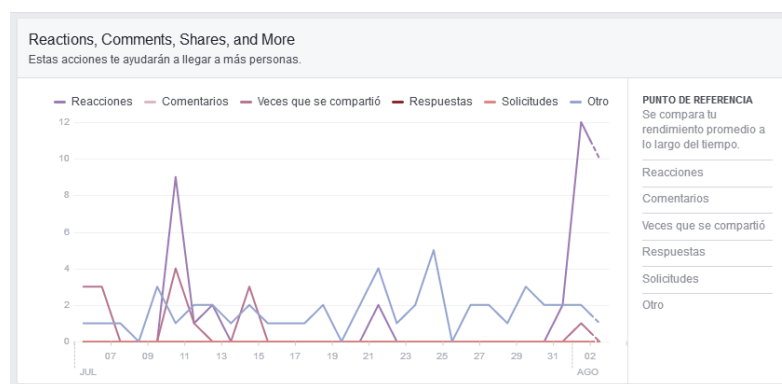 Reactions, Comments, Shares, and More
Estas acciones te ayudarán a llegar a más personas.
Reacciones Comentarios Veces que se compartió Respuestas Solicitudes Otro
12
10
8
6
4
2
0
07 09 11 13 15 17 19 21 23 25 27 29 31 02
JUL AGO
PUNTO DE REFERENCIA
Se compara tu
rendimiento promedio a
lo largo del tiempo.
Reacciones
Comentarios
Veces que se compartió
Respuestas
Solicitudes
Otro